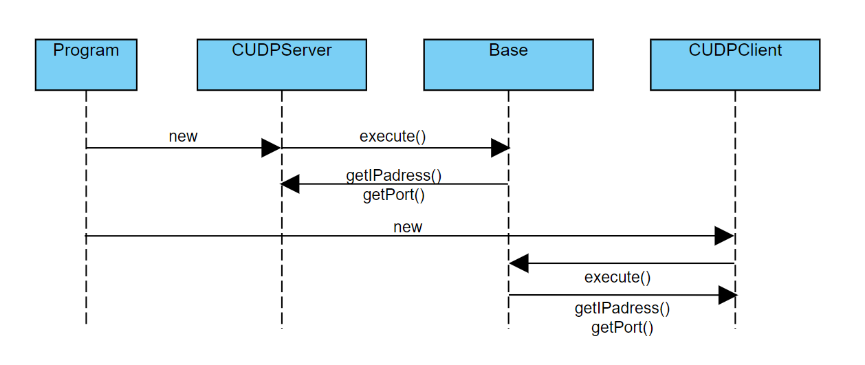 Program
CUDPServer
Base
CUDPClient
new
execute()
getIPadress()
getPort()
new
execute()
getIPadress()
getPort()